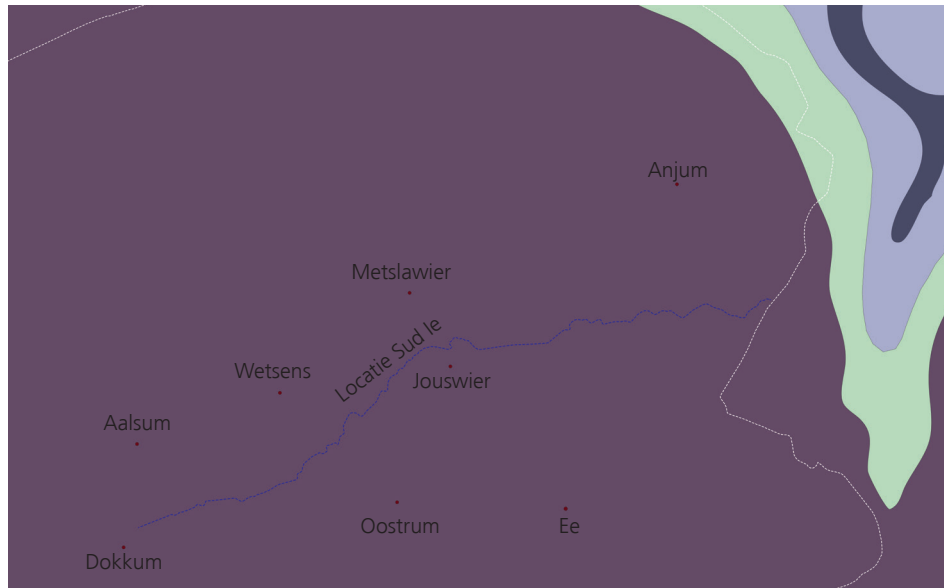 Anjum
Metslawier
Locatie Sud Ie
Wetsens
Jouswier
Aalsum
Oostrum
Ee
Dokkum